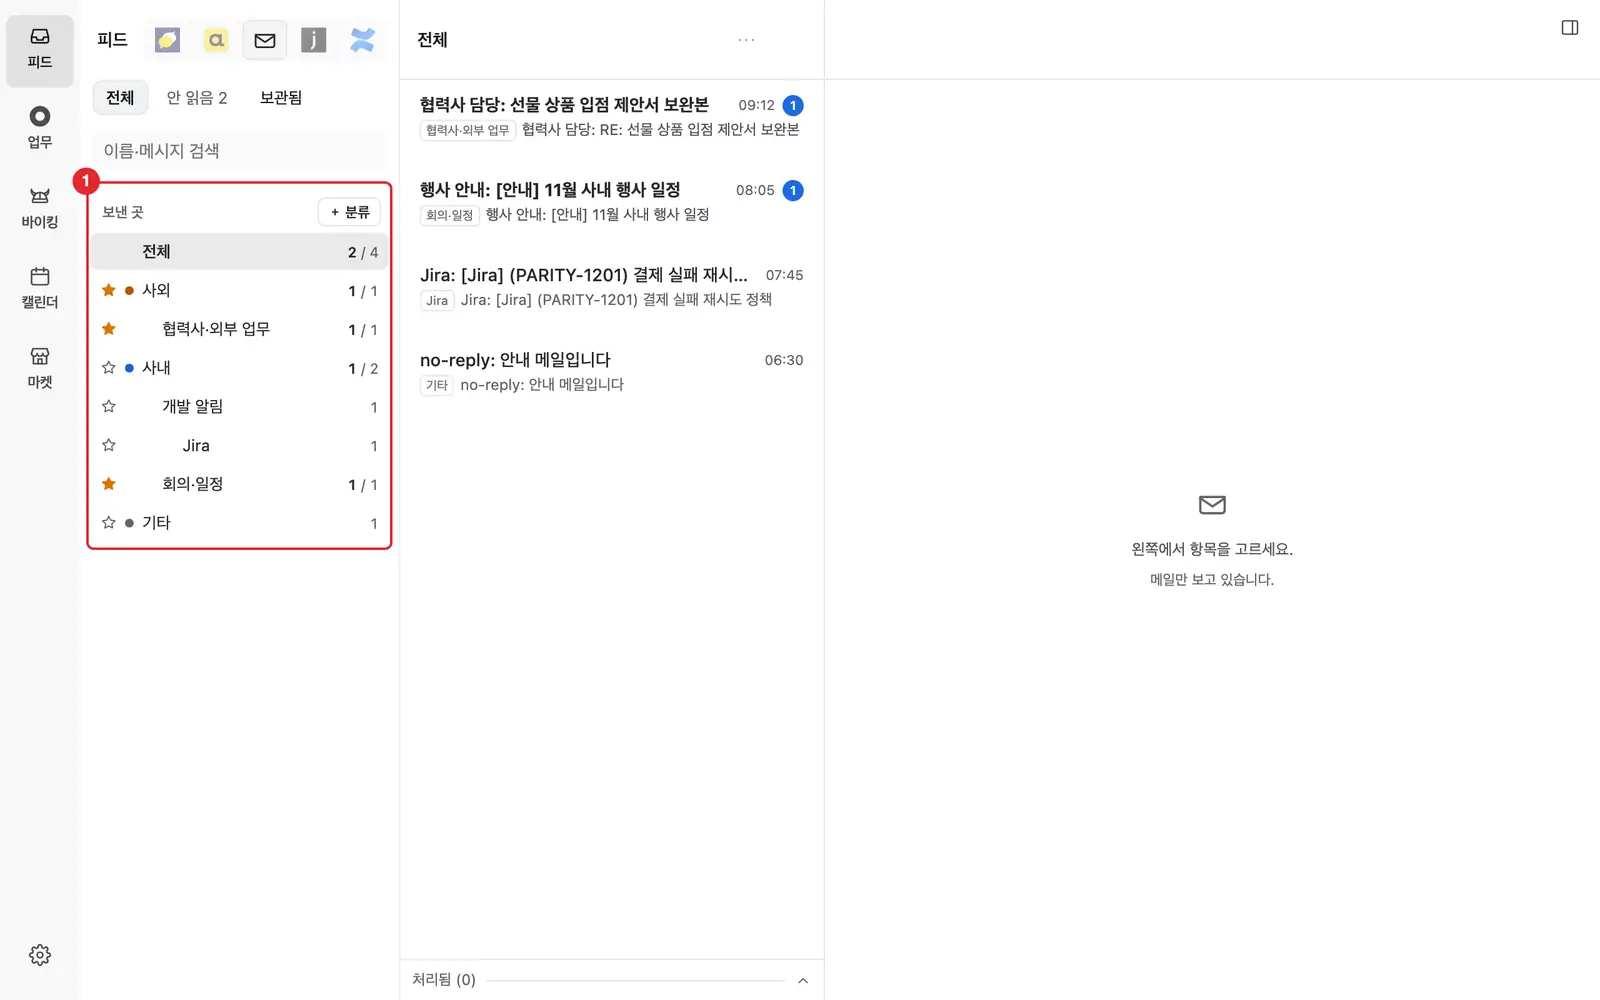 피드
업무
바이킹
캘린더
마켓
피드
전체
안 읽음 2
보관됨
이름·메시지 검색
1
보낸 곳
+ 분류
전체 2 / 4
사외 1 / 1
협력사·외부 업무 1 / 1
사내 1 / 2
개발 알림 1
Jira 1
회의·일정 1 / 1
기타 1
전체
···
협력사 담당: 선물 상품 입점 제안서 보완본 09:12 1
협력사·외부 업무 협력사 담당: RE: 선물 상품 입점 제안서 보완본
행사 안내: [안내] 11월 사내 행사 일정 08:05 1
회의·일정 행사 안내: [안내] 11월 사내 행사 일정
Jira: [Jira] (PARITY-1201) 결제 실패 재시... 07:45
Jira Jira: [Jira] (PARITY-1201) 결제 실패 재시도 정책
no-reply: 안내 메일입니다 06:30
기타 no-reply: 안내 메일입니다
처리됨 (0)
왼쪽에서 항목을 고르세요.
메일만 보고 있습니다.